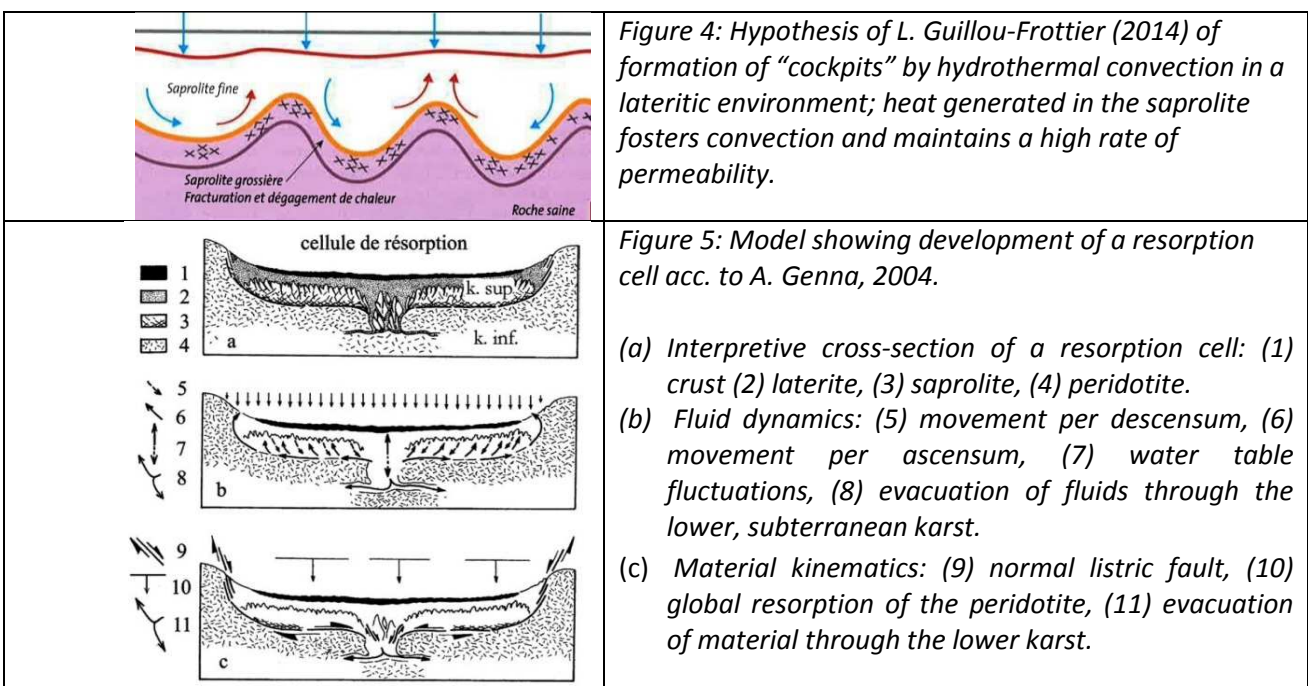 Saprolite fine
Saprolite grossière
Fracturation et dégagement de chaleur
Roche saine
Figure 4: Hypothesis of L. Guillou-Frottier (2014) of
formation of “cockpits” by hydrothermal convection in a
lateritic environment; heat generated in the saprolite
fosters convection and maintains a high rate of
permeability.
cellule de résorption
1
2
3
4
k. sup
k. inf.
a
5
6
7
8
b
9
10
11
c
Figure 5: Model showing development of a resorption
cell acc. to A. Genna, 2004.
(a) Interpretive cross-section of a resorption cell: (1)
crust (2) laterite, (3) saprolite, (4) peridotite.
(b) Fluid dynamics: (5) movement per descensum, (6)
movement per ascensum, (7) water table
fluctuations, (8) evacuation of fluids through the
lower, subterranean karst.
(c) Material kinematics: (9) normal listric fault, (10)
global resorption of the peridotite, (11) evacuation
of material through the lower karst.